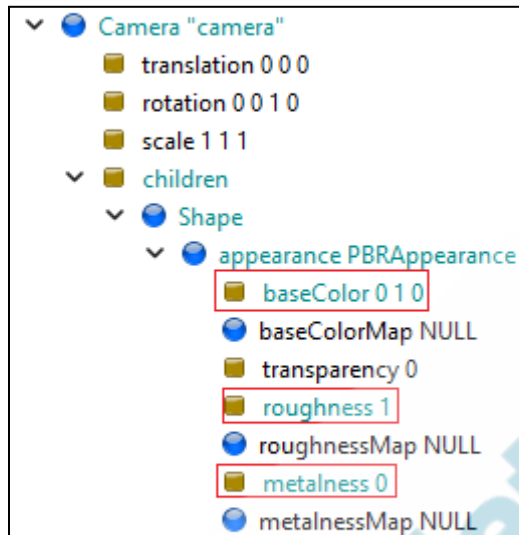 Camera "camera"
translation 0 0 0
rotation 0 0 1 0
scale 1 1 1
children
Shape
appearance PBRAppearance
baseColor 0 1 0
baseColorMap NULL
transparency 0
roughness 1
roughnessMap NULL
metalness 0
metalnessMap NULL